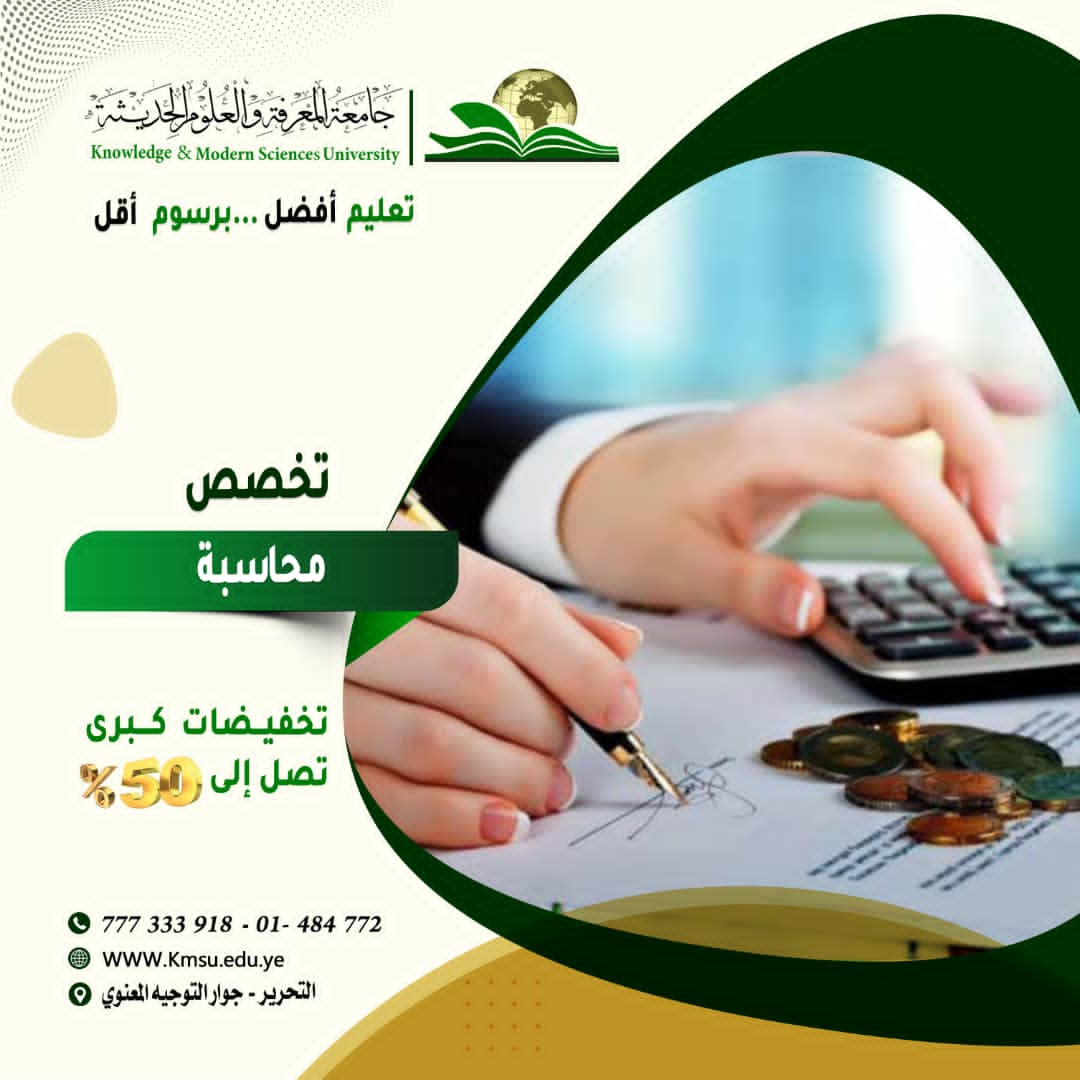 جامعة المعرفة والعلوم الحديثة
Knowledge & Modern Sciences University
تعليم أفضل ...برسوم أقل
تخصص
محاسبة
تخفيضات كبرى
تصل إلى 50%
777 333 918 - 01- 484 772
WWW.Kmsu.edu.ye
التحرير - جوار التوجيه المعنوي